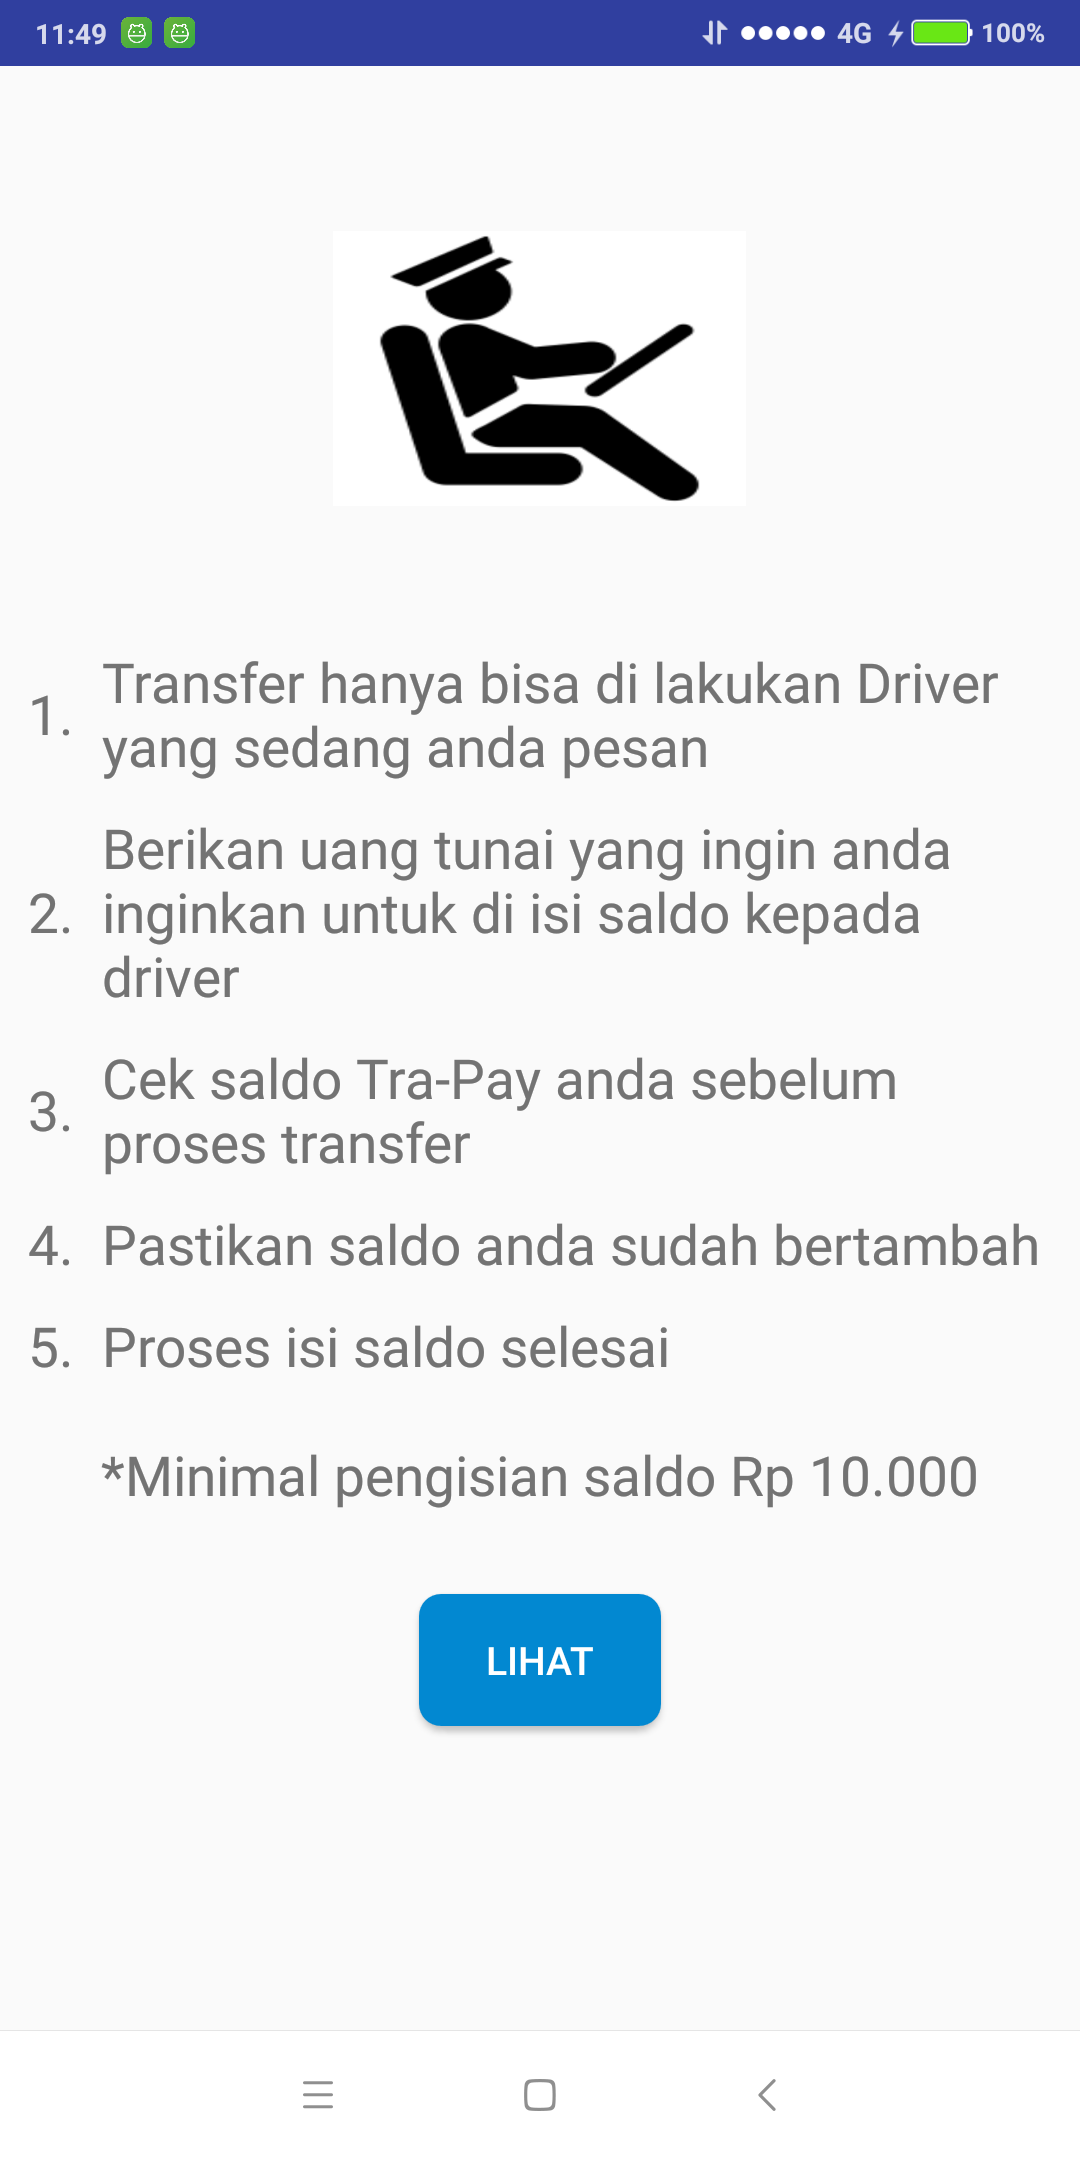 11:49 4G 100%
1. Transfer hanya bisa di lakukan Driver
yang sedang anda pesan
2. Berikan uang tunai yang ingin anda
inginkan untuk di isi saldo kepada
driver
3. Cek saldo Tra-Pay anda sebelum
proses transfer
4. Pastikan saldo anda sudah bertambah
5. Proses isi saldo selesai
*Minimal pengisian saldo Rp 10.000
LIHAT